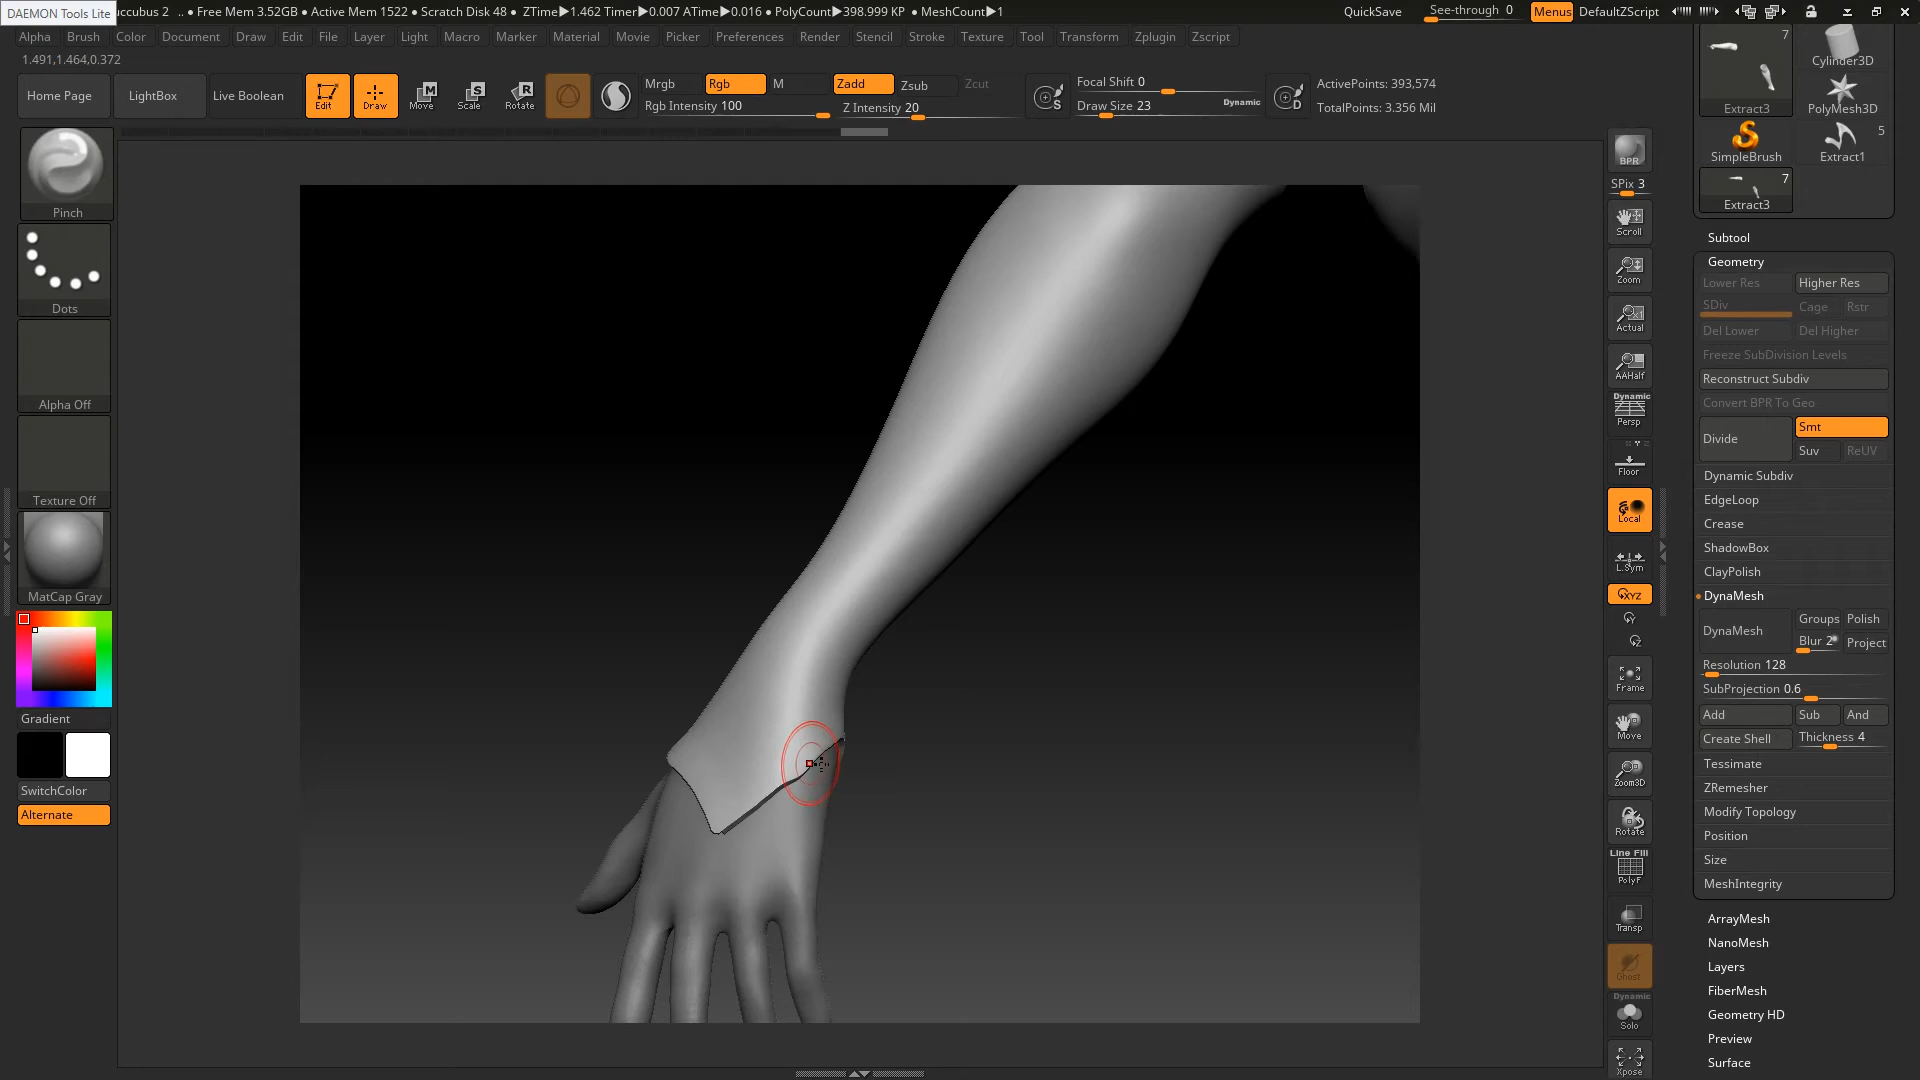 DAEMON Tools Lite
uccubus 2 .. • Free Mem 3.52GB • Active Mem 1522 • Scratch Disk 48 • ZTime▶1.462 Timer▶0.007 ATime▶0.016 • PolyCount▶398.999 KP • MeshCount▶1
QuickSave
See-through 0
Menus
DefaultZScript
Alpha Brush Color Document Draw Edit File Layer Light Macro Marker Material Movie Picker Preferences Render Stencil Stroke Texture Tool Transform Zplugin Zscript
1.491,1.464,0.372
Home Page
LightBox
Live Boolean
Edit
Draw
Move
Scale
Rotate
Mrgb
Rgb
M
Rgb Intensity 100
Zadd
Zsub
Zcut
Z Intensity 20
Focal Shift 0
Draw Size 23
Dynamic
ActivePoints: 393,574
TotalPoints: 3.356 Mil
Pinch
Dots
Alpha Off
Texture Off
MatCap Gray
Gradient
SwitchColor
Alternate
BPR
SPix 3
Scroll
Zoom
Actual
AAHalf
Dynamic
Persp
Floor
Local
L.Sym
XYZ
Frame
Move
Zoom3D
Rotate
Line Fill
PolyF
Transp
Ghost
Dynamic
Solo
Xpose
7
Extract3
Cylinder3D
PolyMesh3D
SimpleBrush
5
Extract1
7
Extract3
Subtool
Geometry
Lower Res
Higher Res
SDiv
Cage
Rstr
Del Lower
Del Higher
Freeze SubDivision Levels
Reconstruct Subdiv
Convert BPR To Geo
Divide
Smt
Suv
ReUV
Dynamic Subdiv
EdgeLoop
Crease
ShadowBox
ClayPolish
DynaMesh
DynaMesh
Groups
Polish
Blur 2
Project
Resolution 128
SubProjection 0.6
Add
Sub
And
Create Shell
Thickness 4
Tessimate
ZRemesher
Modify Topology
Position
Size
MeshIntegrity
ArrayMesh
NanoMesh
Layers
FiberMesh
Geometry HD
Preview
Surface